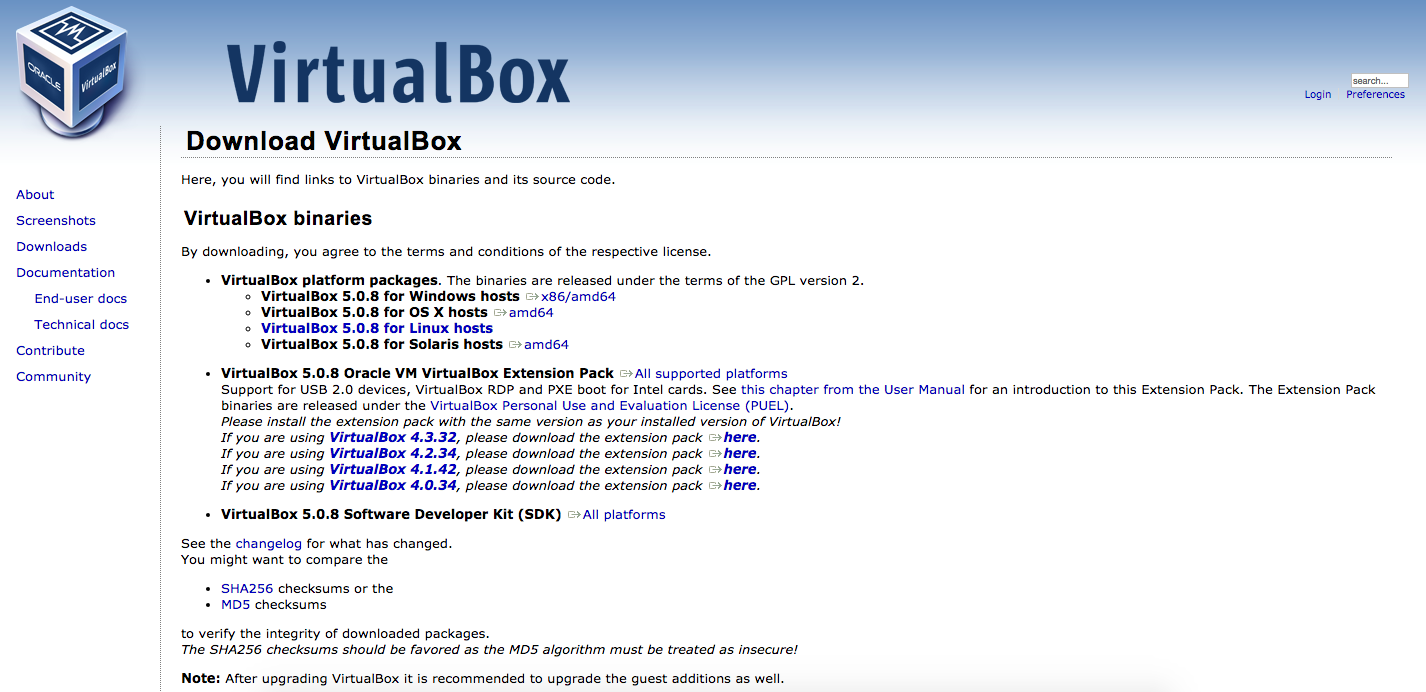 ORACLE
VirtualBox
VirtualBox
search...
Login Preferences
Download VirtualBox
Here, you will find links to VirtualBox binaries and its source code.
About
Screenshots
Downloads
Documentation
End-user docs
Technical docs
Contribute
Community
VirtualBox binaries
By downloading, you agree to the terms and conditions of the respective license.
• VirtualBox platform packages. The binaries are released under the terms of the GPL version 2.
◦ VirtualBox 5.0.8 for Windows hosts x86/amd64
◦ VirtualBox 5.0.8 for OS X hosts amd64
◦ VirtualBox 5.0.8 for Linux hosts
◦ VirtualBox 5.0.8 for Solaris hosts amd64
• VirtualBox 5.0.8 Oracle VM VirtualBox Extension Pack All supported platforms
Support for USB 2.0 devices, VirtualBox RDP and PXE boot for Intel cards. See this chapter from the User Manual for an introduction to this Extension Pack. The Extension Pack
binaries are released under the VirtualBox Personal Use and Evaluation License (PUEL).
Please install the extension pack with the same version as your installed version of VirtualBox!
If you are using VirtualBox 4.3.32, please download the extension pack here.
If you are using VirtualBox 4.2.34, please download the extension pack here.
If you are using VirtualBox 4.1.42, please download the extension pack here.
If you are using VirtualBox 4.0.34, please download the extension pack here.
• VirtualBox 5.0.8 Software Developer Kit (SDK) All platforms
See the changelog for what has changed.
You might want to compare the
• SHA256 checksums or the
• MD5 checksums
to verify the integrity of downloaded packages.
The SHA256 checksums should be favored as the MD5 algorithm must be treated as insecure!
Note: After upgrading VirtualBox it is recommended to upgrade the guest additions as well.